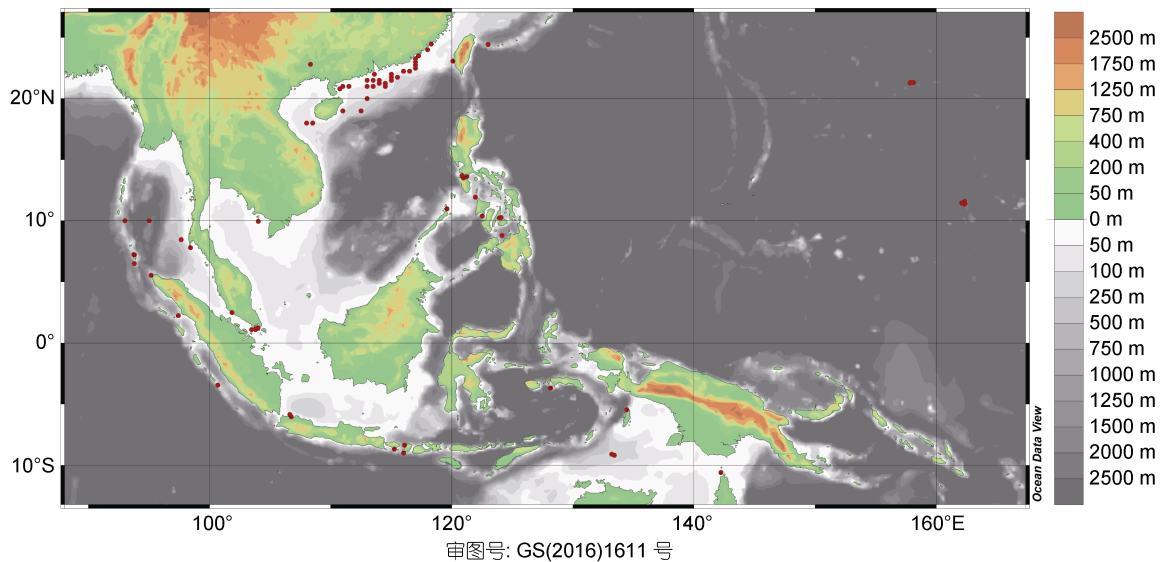 20°N
10°
0°
10°S
100°
120°
140°
160°E
Ocean Data View
2500 m
1750 m
1250 m
750 m
400 m
200 m
50 m
0 m
50 m
100 m
250 m
500 m
750 m
1000 m
1250 m
1500 m
2000 m
2500 m
审图号: GS(2016)1611 号